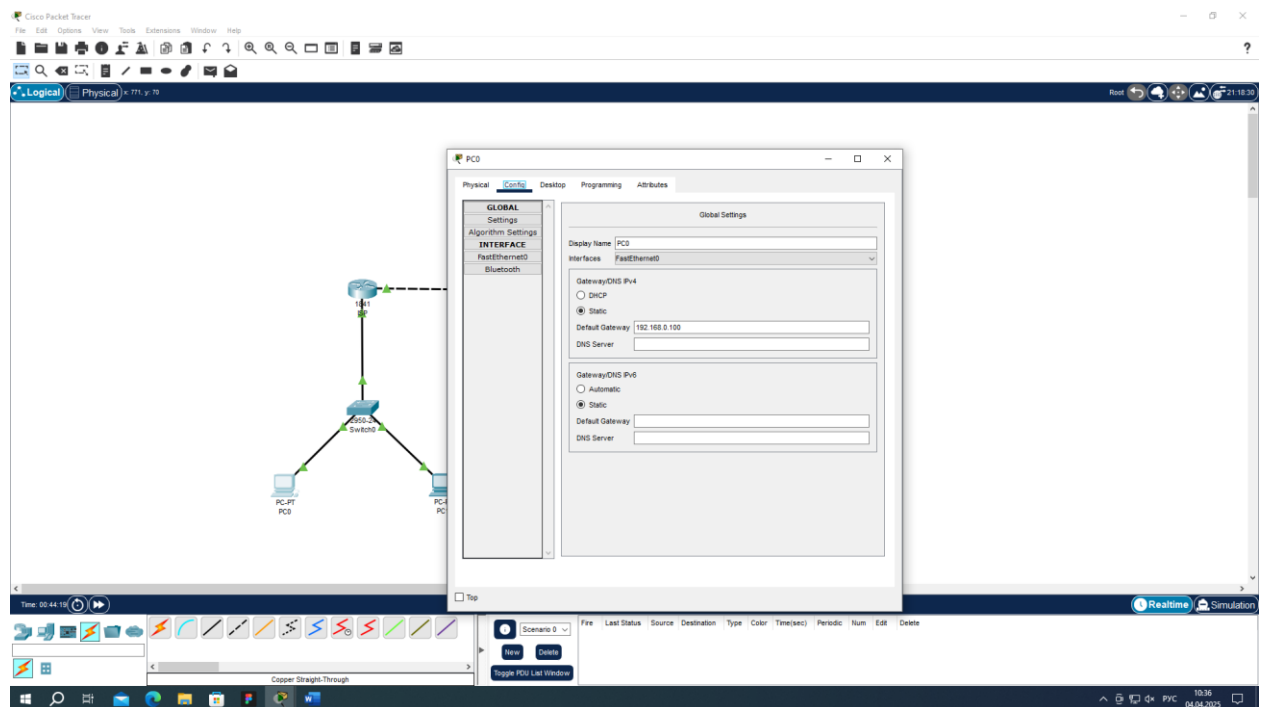 Cisco Packet Tracer
File Edit Options View Tools Extensions Window Help
?
Logical Physical x: 771, y: 70
Root 21:18:30
PC0
Physical Config Desktop Programming Attributes
GLOBAL
Settings
Algorithm Settings
INTERFACE
FastEthernet0
Bluetooth
Global Settings
Display Name PC0
Interfaces FastEthernet0
Gateway/DNS IPv4
DHCP
Static
Default Gateway 192.168.0.100
DNS Server
Gateway/DNS IPv6
Automatic
Static
Default Gateway
DNS Server
Top
1841
ISP
2950-24
Switch0
PC-PT
PC0
PC-
PC
Time: 00:44:19
Realtime Simulation
Scenario 0
New Delete
Toggle PDU List Window
Fire Last Status Source Destination Type Color Time(sec) Periodic Num Edit Delete
Copper Straight-Through
РУС
10:36
04.04.2025